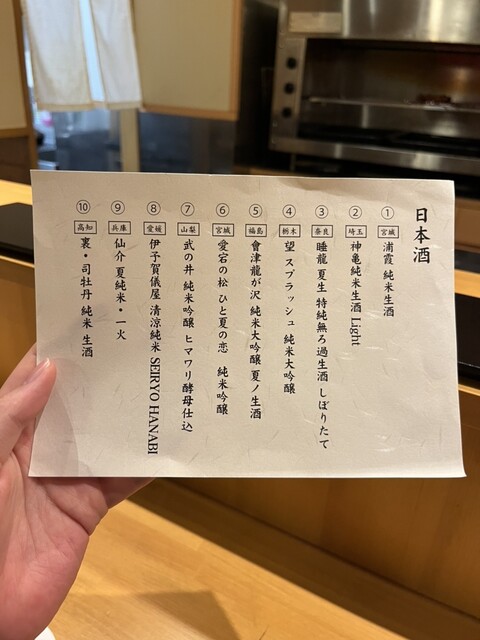 日本酒
① 宮城 浦霞 純米生酒
② 埼玉 神亀純米生酒 Light
③ 奈良 睡龍 夏生 特純無ろ過生酒 しぼりたて
④ 栃木 望 スプラッシュ 純米大吟醸
⑤ 福島 會津龍が沢 純米大吟醸 夏ノ生酒
⑥ 宮城 愛宕の松 ひと夏の恋 純米吟醸
⑦ 山梨 武の井 純米吟醸 ヒマワリ酵母仕込
⑧ 愛媛 伊予賀儀屋 清涼純米 SEIRYO HANABI
⑨ 兵庫 仙介 夏純米・一火
⑩ 高知 裏・司牡丹 純米 生酒